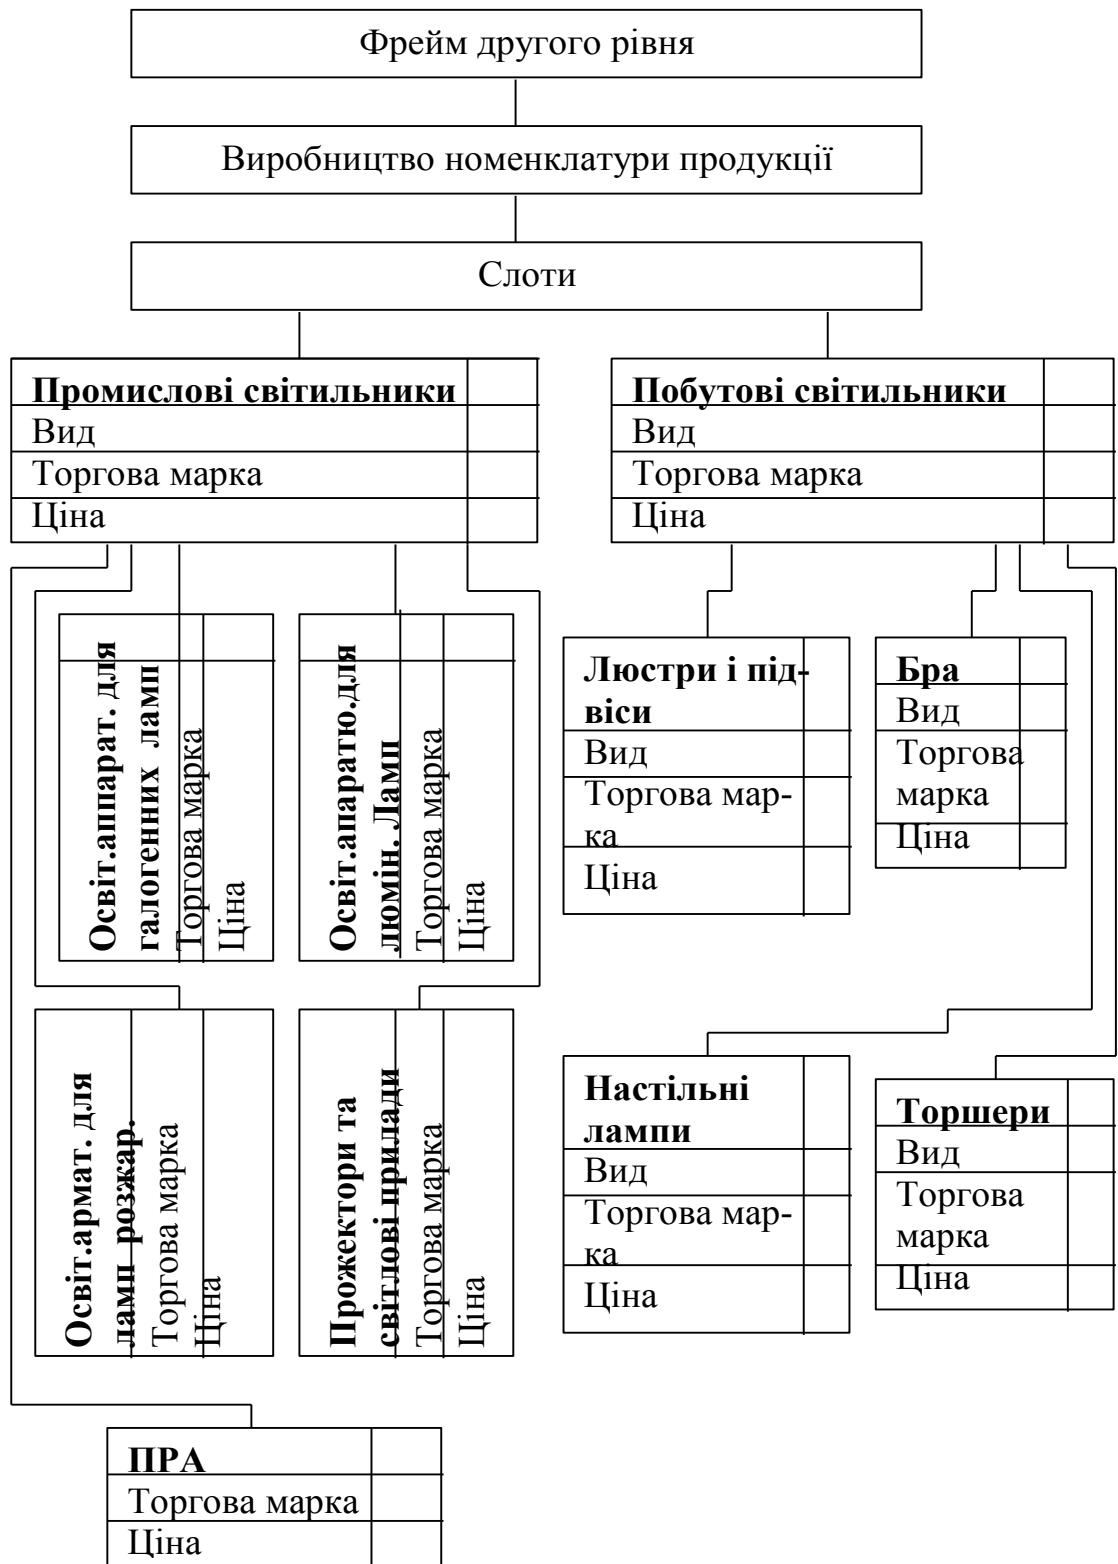 Фрейм другого рівня
Виробництво номенклатури продукції
Слоти
Промислові світильники
Вид
Торгова марка
Ціна
Побутові світильники
Вид
Торгова марка
Ціна
Освіт.аппарат. для
галогенних ламп
Торгова марка
Ціна
Освіт.апаратю.для
люмін. Ламп
Торгова марка
Ціна
Люстри і під-
віси
Вид
Торгова мар-
ка
Ціна
Бра
Вид
Торгова
марка
Ціна
Освіт.армат. для
ламп розжар.
Торгова марка
Ціна
Прожектори та
світлові прилади
Торгова марка
Ціна
Настільні
лампи
Вид
Торгова мар-
ка
Ціна
Торшери
Вид
Торгова
марка
Ціна
ПРА
Торгова марка
Ціна